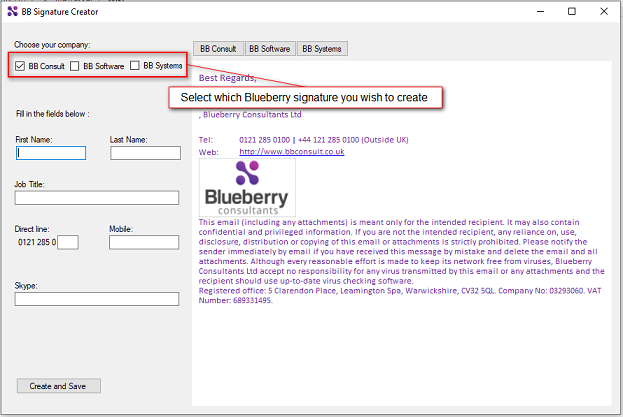 BB Signature Creator
Choose your company:
BB Consult BB Software BB Systems
BB Consult BB Software BB Systems
Best Regards,
Select which Blueberry signature you wish to create
Fill in the fields below :
, Blueberry Consultants Ltd
First Name: Last Name:
Tel: 0121 285 0100 | +44 121 285 0100 (Outside UK)
Web: http://www.bbconsult.co.uk
Job Title:
Blueberry
consultants
Direct line: Mobile:
0121 285 0
Skype:
This email (including any attachments) is meant only for the intended recipient. It may also contain
confidential and privileged information. If you are not the intended recipient, any reliance on, use,
disclosure, distribution or copying of this email or attachments is strictly prohibited. Please notify the
sender immediately by email if you have received this message by mistake and delete the email and all
attachments. Although every reasonable effort is made to keep its network free from viruses, Blueberry
Consultants Ltd accept no responsibility for any virus transmitted by this email or any attachments and the
recipient should use up-to-date virus checking software.
Registered office: 5 Clarendon Place, Leamington Spa, Warwickshire, CV32 5QL. Company No: 03293060. VAT
Number: 689331495.
Create and Save